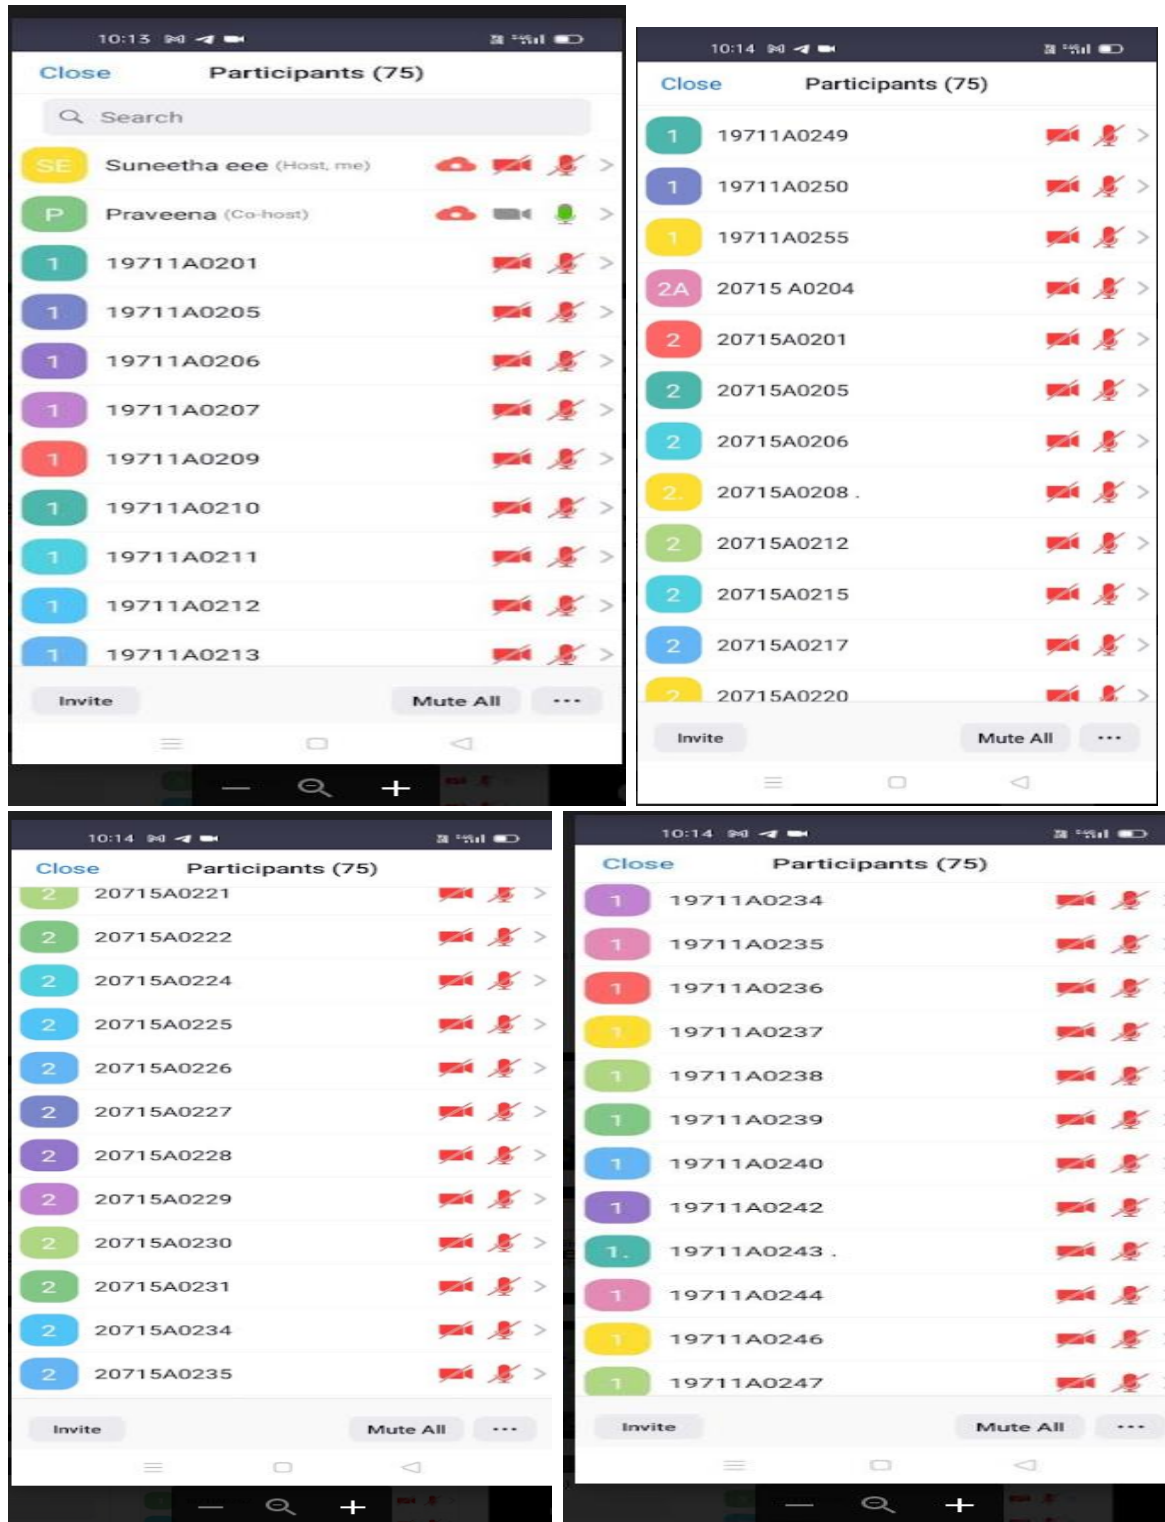 10:13
Close Participants (75)
Search
SE Suneetha eee (Host, me)
P Praveena (Co-host)
1 19711A0201
1 19711A0205
1 19711A0206
1 19711A0207
1 19711A0209
1 19711A0210
1 19711A0211
1 19711A0212
1 19711A0213
Invite Mute All ...
10:14
Close Participants (75)
1 19711A0249
1 19711A0250
1 19711A0255
2A 20715 A0204
2 20715A0201
2 20715A0205
2 20715A0206
2. 20715A0208 .
2 20715A0212
2 20715A0215
2 20715A0217
2 20715A0220
Invite Mute All ...
10:14
Close Participants (75)
2 20715A0221
2 20715A0222
2 20715A0224
2 20715A0225
2 20715A0226
2 20715A0227
2 20715A0228
2 20715A0229
2 20715A0230
2 20715A0231
2 20715A0234
2 20715A0235
Invite Mute All ...
10:14
Close Participants (75)
1 19711A0234
1 19711A0235
1 19711A0236
1 19711A0237
1 19711A0238
1 19711A0239
1 19711A0240
1 19711A0242
1. 19711A0243 .
1 19711A0244
1 19711A0246
1 19711A0247
Invite Mute All ...